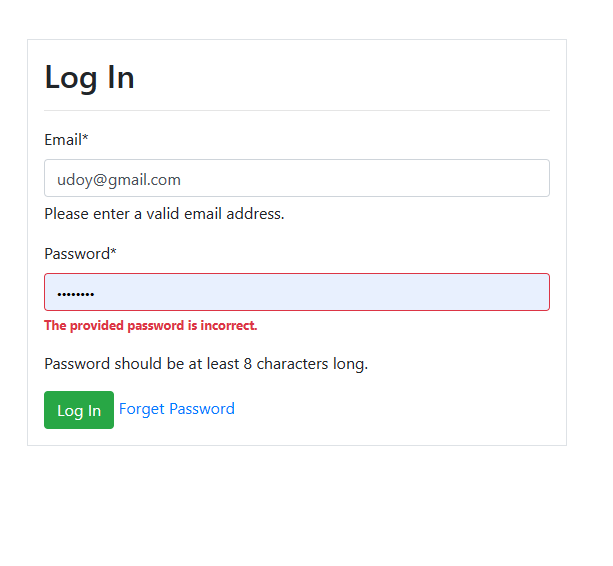 Log In
Email*
udoy@gmail.com
Please enter a valid email address.
Password*
••••••••
The provided password is incorrect.
Password should be at least 8 characters long.
Log In Forget Password